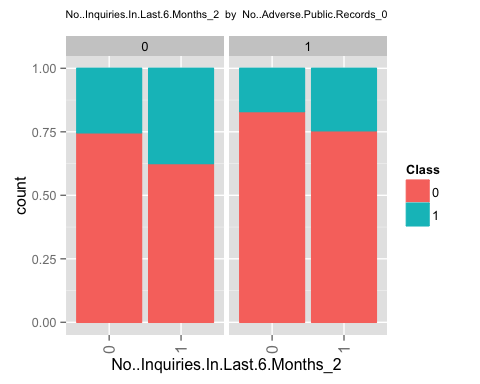 No..Inquiries.In.Last.6.Months_2 by No..Adverse.Public.Records_0
0 1
1.00
0.75
0.50
0.25
0.00
count
0 1 0 1
No..Inquiries.In.Last.6.Months_2
Class
0
1